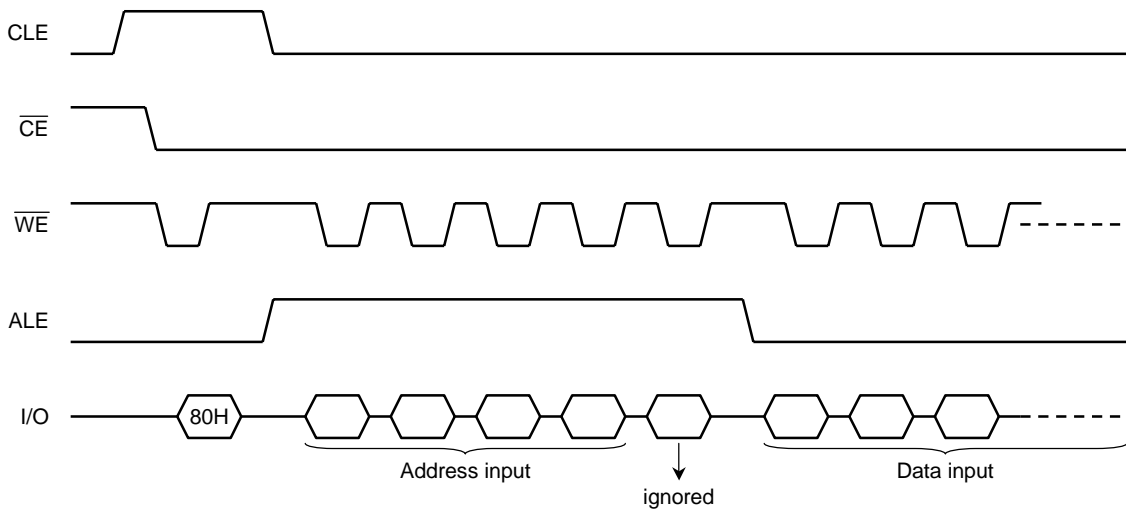 CLE
CE
WE
ALE
I/O
80H
Address input
ignored
Data input